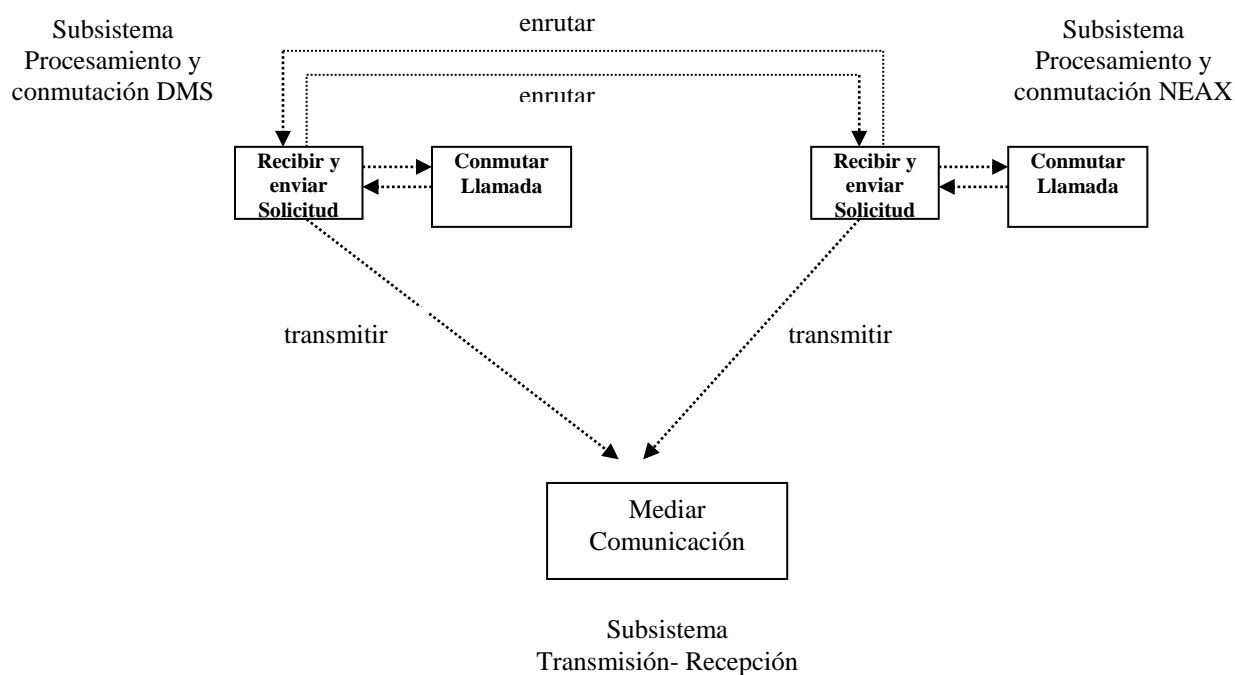 Subsistema
Procesamiento y
conmutación DMS
enrutar
enrutar
Subsistema
Procesamiento y
conmutación NEAX
Recibir y
enviar
Solicitud
Conmutar
Llamada
Recibir y
enviar
Solicitud
Conmutar
Llamada
transmitir
transmitir
Mediar
Comunicación
Subsistema
Transmisión- Recepción